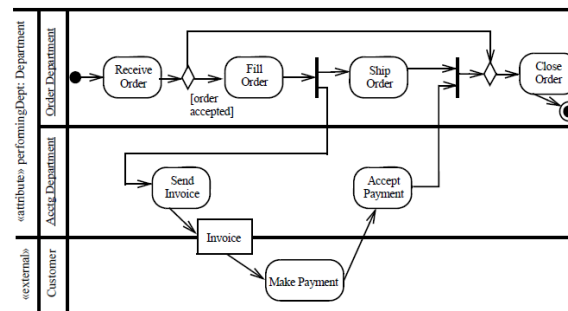 «attribute» performingDept: Department
Order Department
Receive
Order
[order
accepted]
Fill
Order
Ship
Order
Close
Order
Acctg Department
Send
Invoice
Accept
Payment
Invoice
«external»
Customer
Make Payment